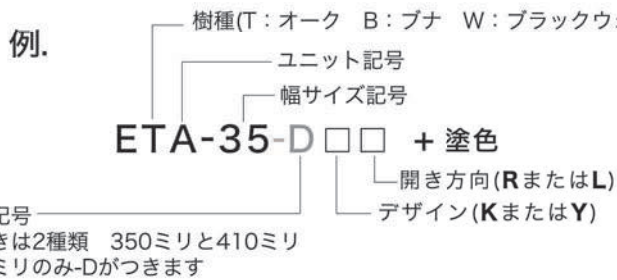 例.
樹種(T：オーク　B：ブナ　W：ブラックウ
ユニット記号
幅サイズ記号
ETA-35-D□□ + 塗色
開き方向(RまたはL)
デザイン(KまたはY)
記号
きは2種類　350ミリと410ミリ
ミリのみ-Dがつきます